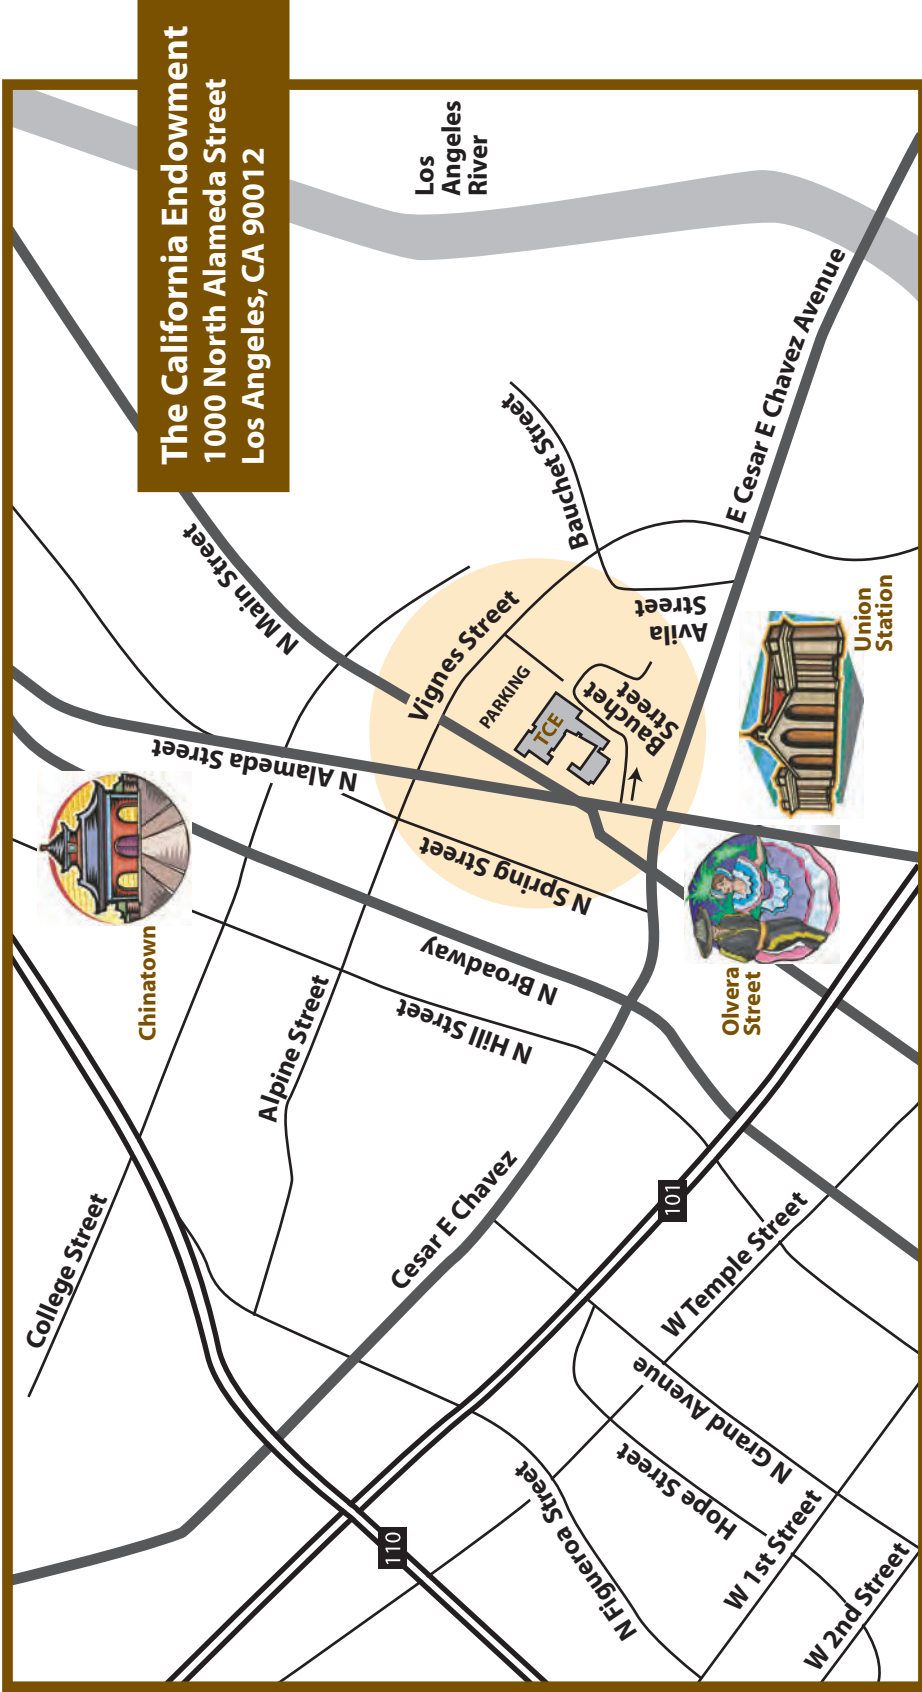 The California Endowment
1000 North Alameda Street
Los Angeles, CA 90012
Los
Angeles
River
College Street
Chinatown
Alpine Street
N Alameda Street
N Main Street
N Hill Street
N Broadway
N Spring Street
Vignes Street
PARKING
TCE
Bauchet
Street
Bauchet Street
Avila
Street
E Cesar E Chavez Avenue
Union
Station
Olvera
Street
Cesar E Chavez
101
110
W Temple Street
N Grand Avenue
Hope Street
N Figueroa Street
W 1st Street
W 2nd Street